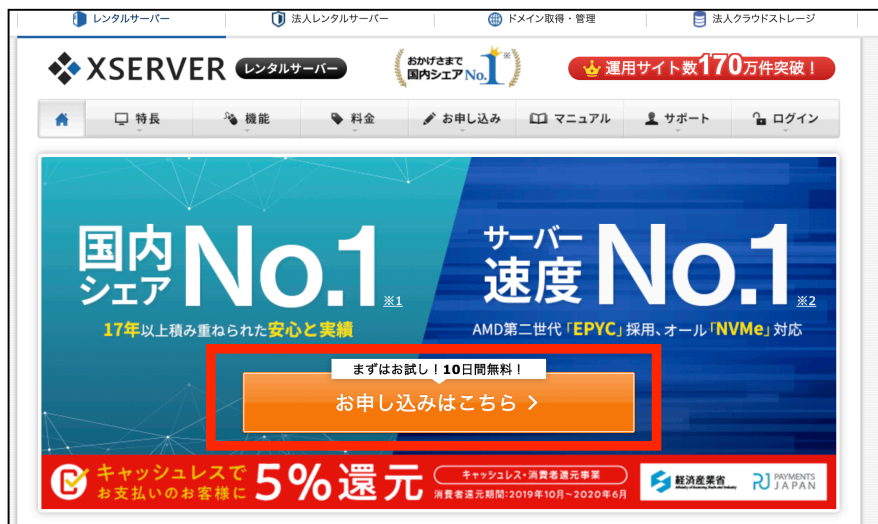 レンタルサーバー
法人レンタルサーバー
ドメイン取得・管理
法人クラウドストレージ
XSERVER レンタルサーバー
おかげさまで
国内シェアNo.1※
運用サイト数170万件突破！
特長
機能
料金
お申し込み
マニュアル
サポート
ログイン
国内
シェア
No.1
※1
17年以上積み重ねられた安心と実績
サーバー
速度
No.1
※2
AMD第二世代「EPYC」採用、オール「NVMe」対応
まずはお試し！10日間無料！
お申し込みはこちら
キャッシュレスで
お支払いのお客様に
5%還元
キャッシュレス・消費者還元事業
消費者還元期間:2019年10月～2020年6月
経済産業省
Ministry of Economy, Trade and Industry
PAYMENTS
JAPAN